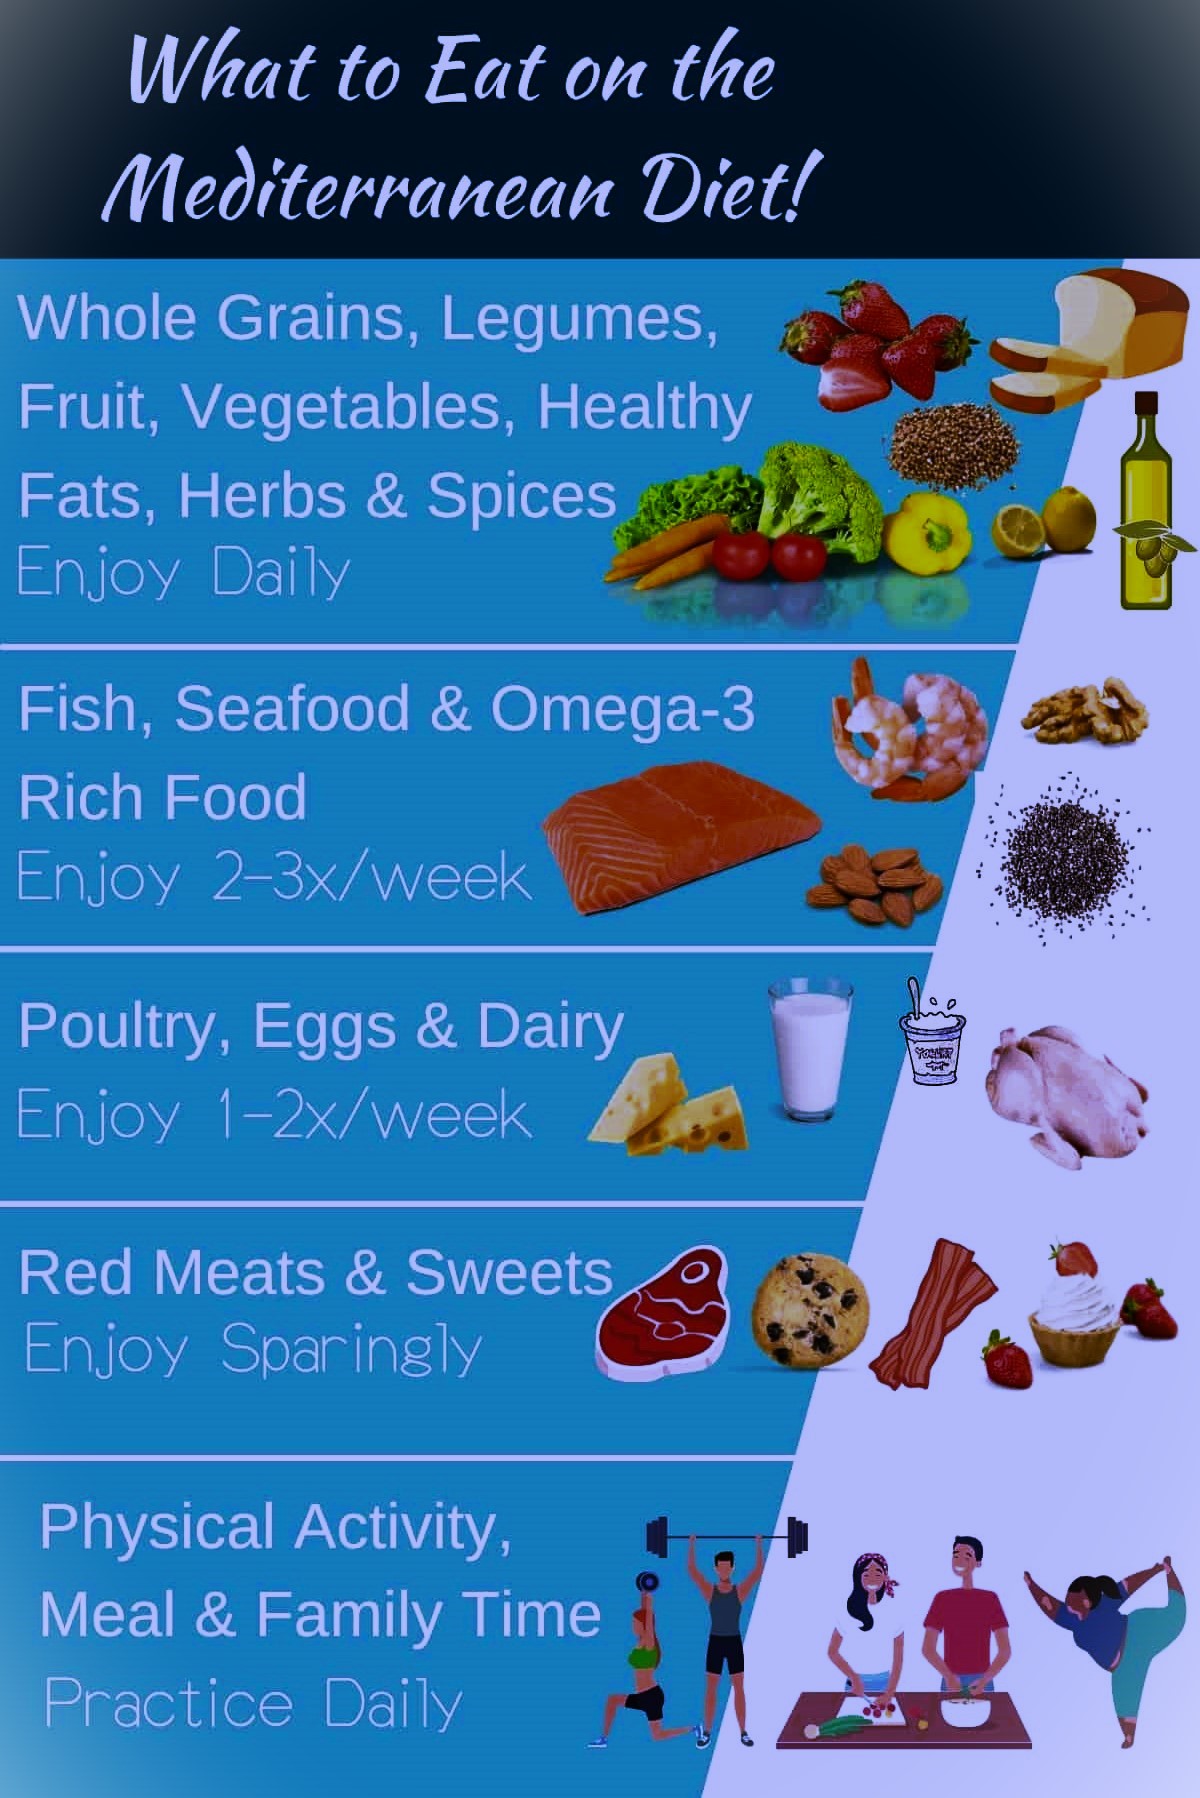 What to Eat on the
Mediterranean Diet!
Whole Grains, Legumes,
Fruit, Vegetables, Healthy
Fats, Herbs & Spices
Enjoy Daily
Fish, Seafood & Omega-3
Rich Food
Enjoy 2-3x/week
Poultry, Eggs & Dairy
Enjoy 1-2x/week
YOGURT
Red Meats & Sweets
Enjoy Sparingly
Physical Activity,
Meal & Family Time
Practice Daily